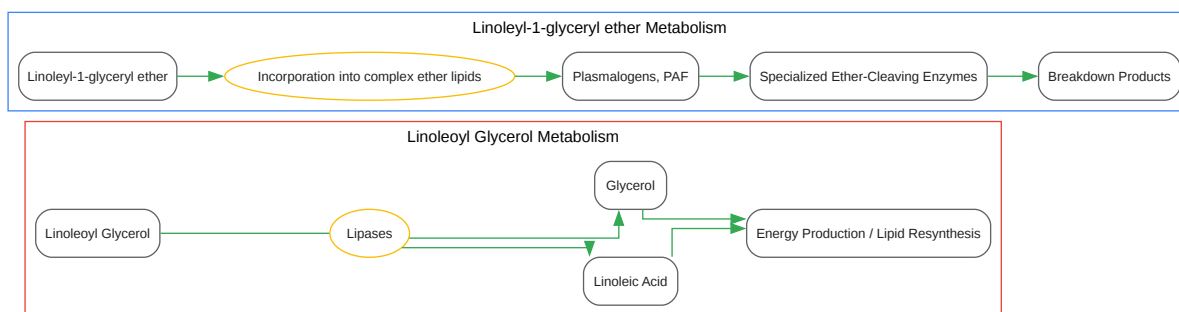 Linoleyl-1-glyceryl ether Metabolism
Linoleyl-1-glyceryl ether
Incorporation into complex ether lipids
Plasmalogens, PAF
Specialized Ether-Cleaving Enzymes
Breakdown Products
Linoleoyl Glycerol Metabolism
Linoleoyl Glycerol
Lipases
Glycerol
Linoleic Acid
Energy Production / Lipid Resynthesis